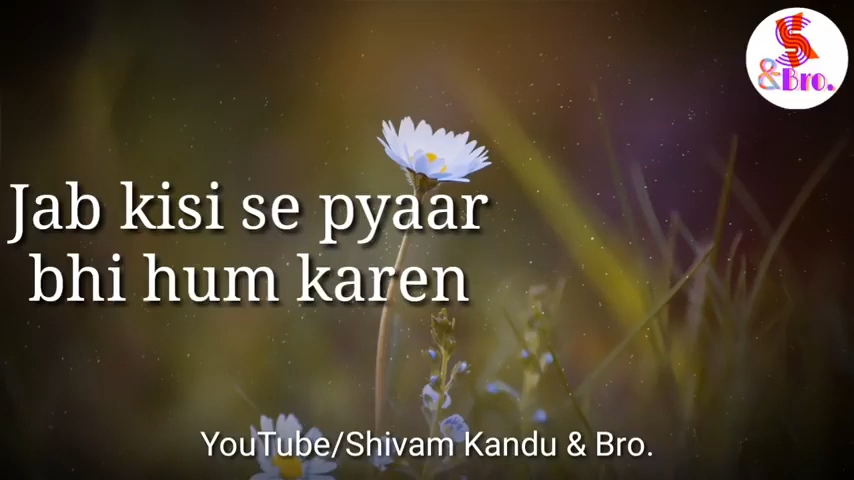 S
&Bro.
Jab kisi se pyaar
bhi hum karen
YouTube/Shivam Kandu & Bro.